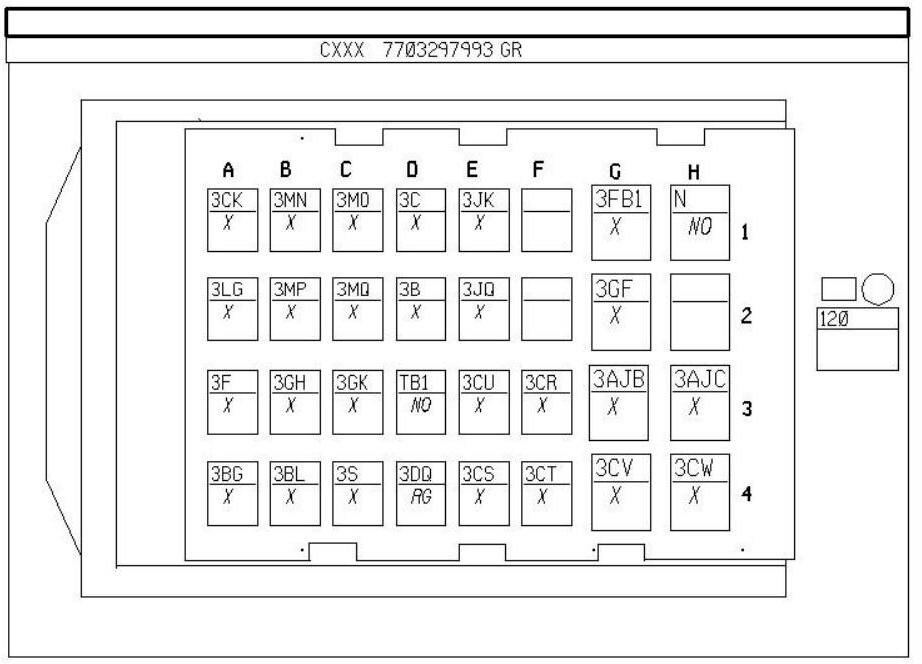 CXXX 7703297993 GR
A B C D E F G H
3CK 3MN 3MO 3C 3JK 3FB1 N
X X X X X X NO 1
3LG 3MP 3MQ 3B 3JQ 3GF
X X X X X X 2
120
3F 3GH 3GK TB1 3CU 3CR 3AJB 3AJC
X X X NO X X X X 3
3BG 3BL 3S 3DQ 3CS 3CT 3CV 3CW
X X X RG X X X X 4